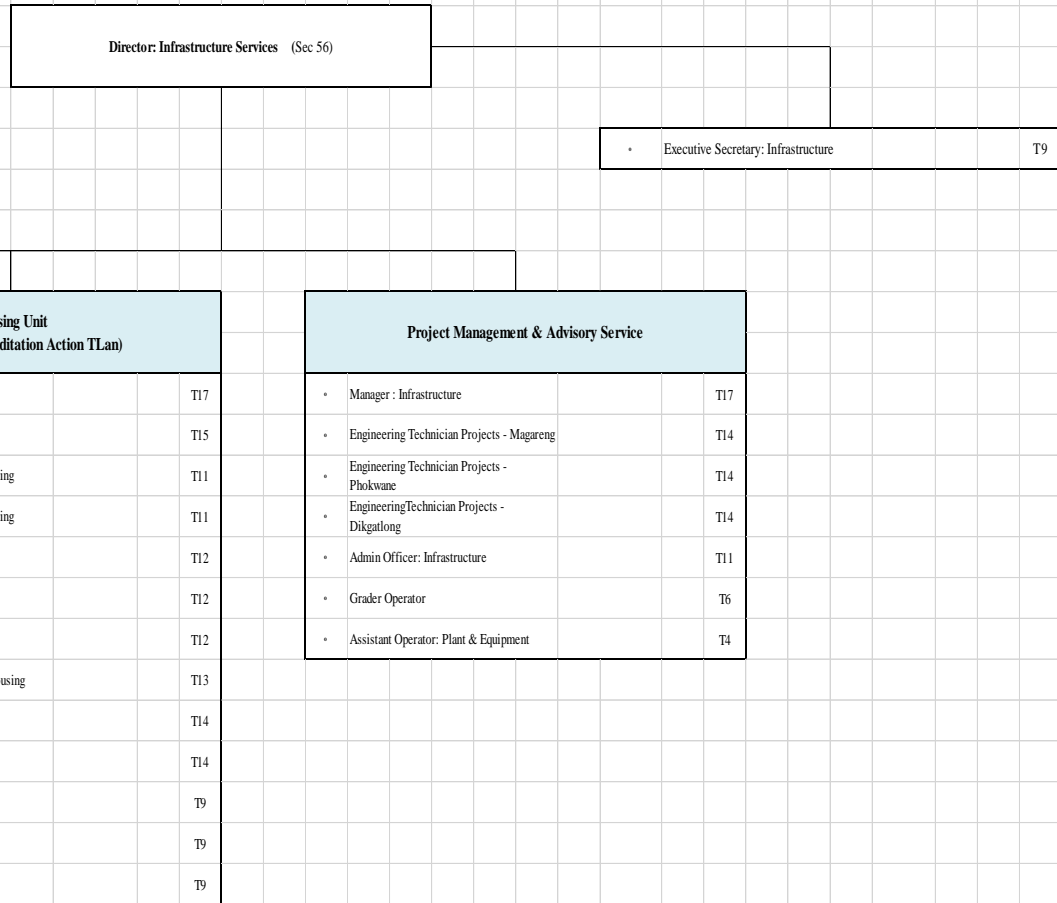 Director: Infrastructure Services (Sec 56)
Executive Secretary: Infrastructure T9
sing Unit
ditation Action TLan)
T17
T15
ing T11
ing T11
T12
T12
T12
using T13
T14
T14
T9
T9
T9
Project Management & Advisory Service
Manager : Infrastructure T17
Engineering Technician Projects - Magareng T14
Engineering Technician Projects -
Phokwane T14
EngineeringTechnician Projects -
Dikgatlong T14
Admin Officer: Infrastructure T11
Grader Operator T6
Assistant Operator: Plant & Equipment T4